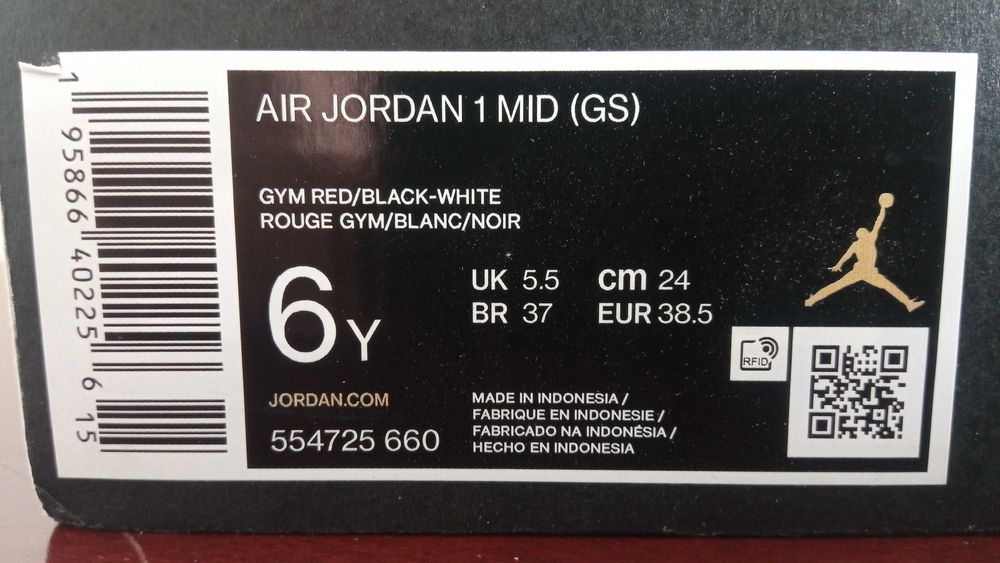 1 95866 40225 6 15
AIR JORDAN 1 MID (GS)
GYM RED/BLACK-WHITE
ROUGE GYM/BLANC/NOIR
6Y
UK 5.5 cm 24
BR 37 EUR 38.5
RFID
JORDAN.COM
554725 660
MADE IN INDONESIA /
FABRIQUE EN INDONESIE /
FABRICADO NA INDONÉSIA /
HECHO EN INDONESIA